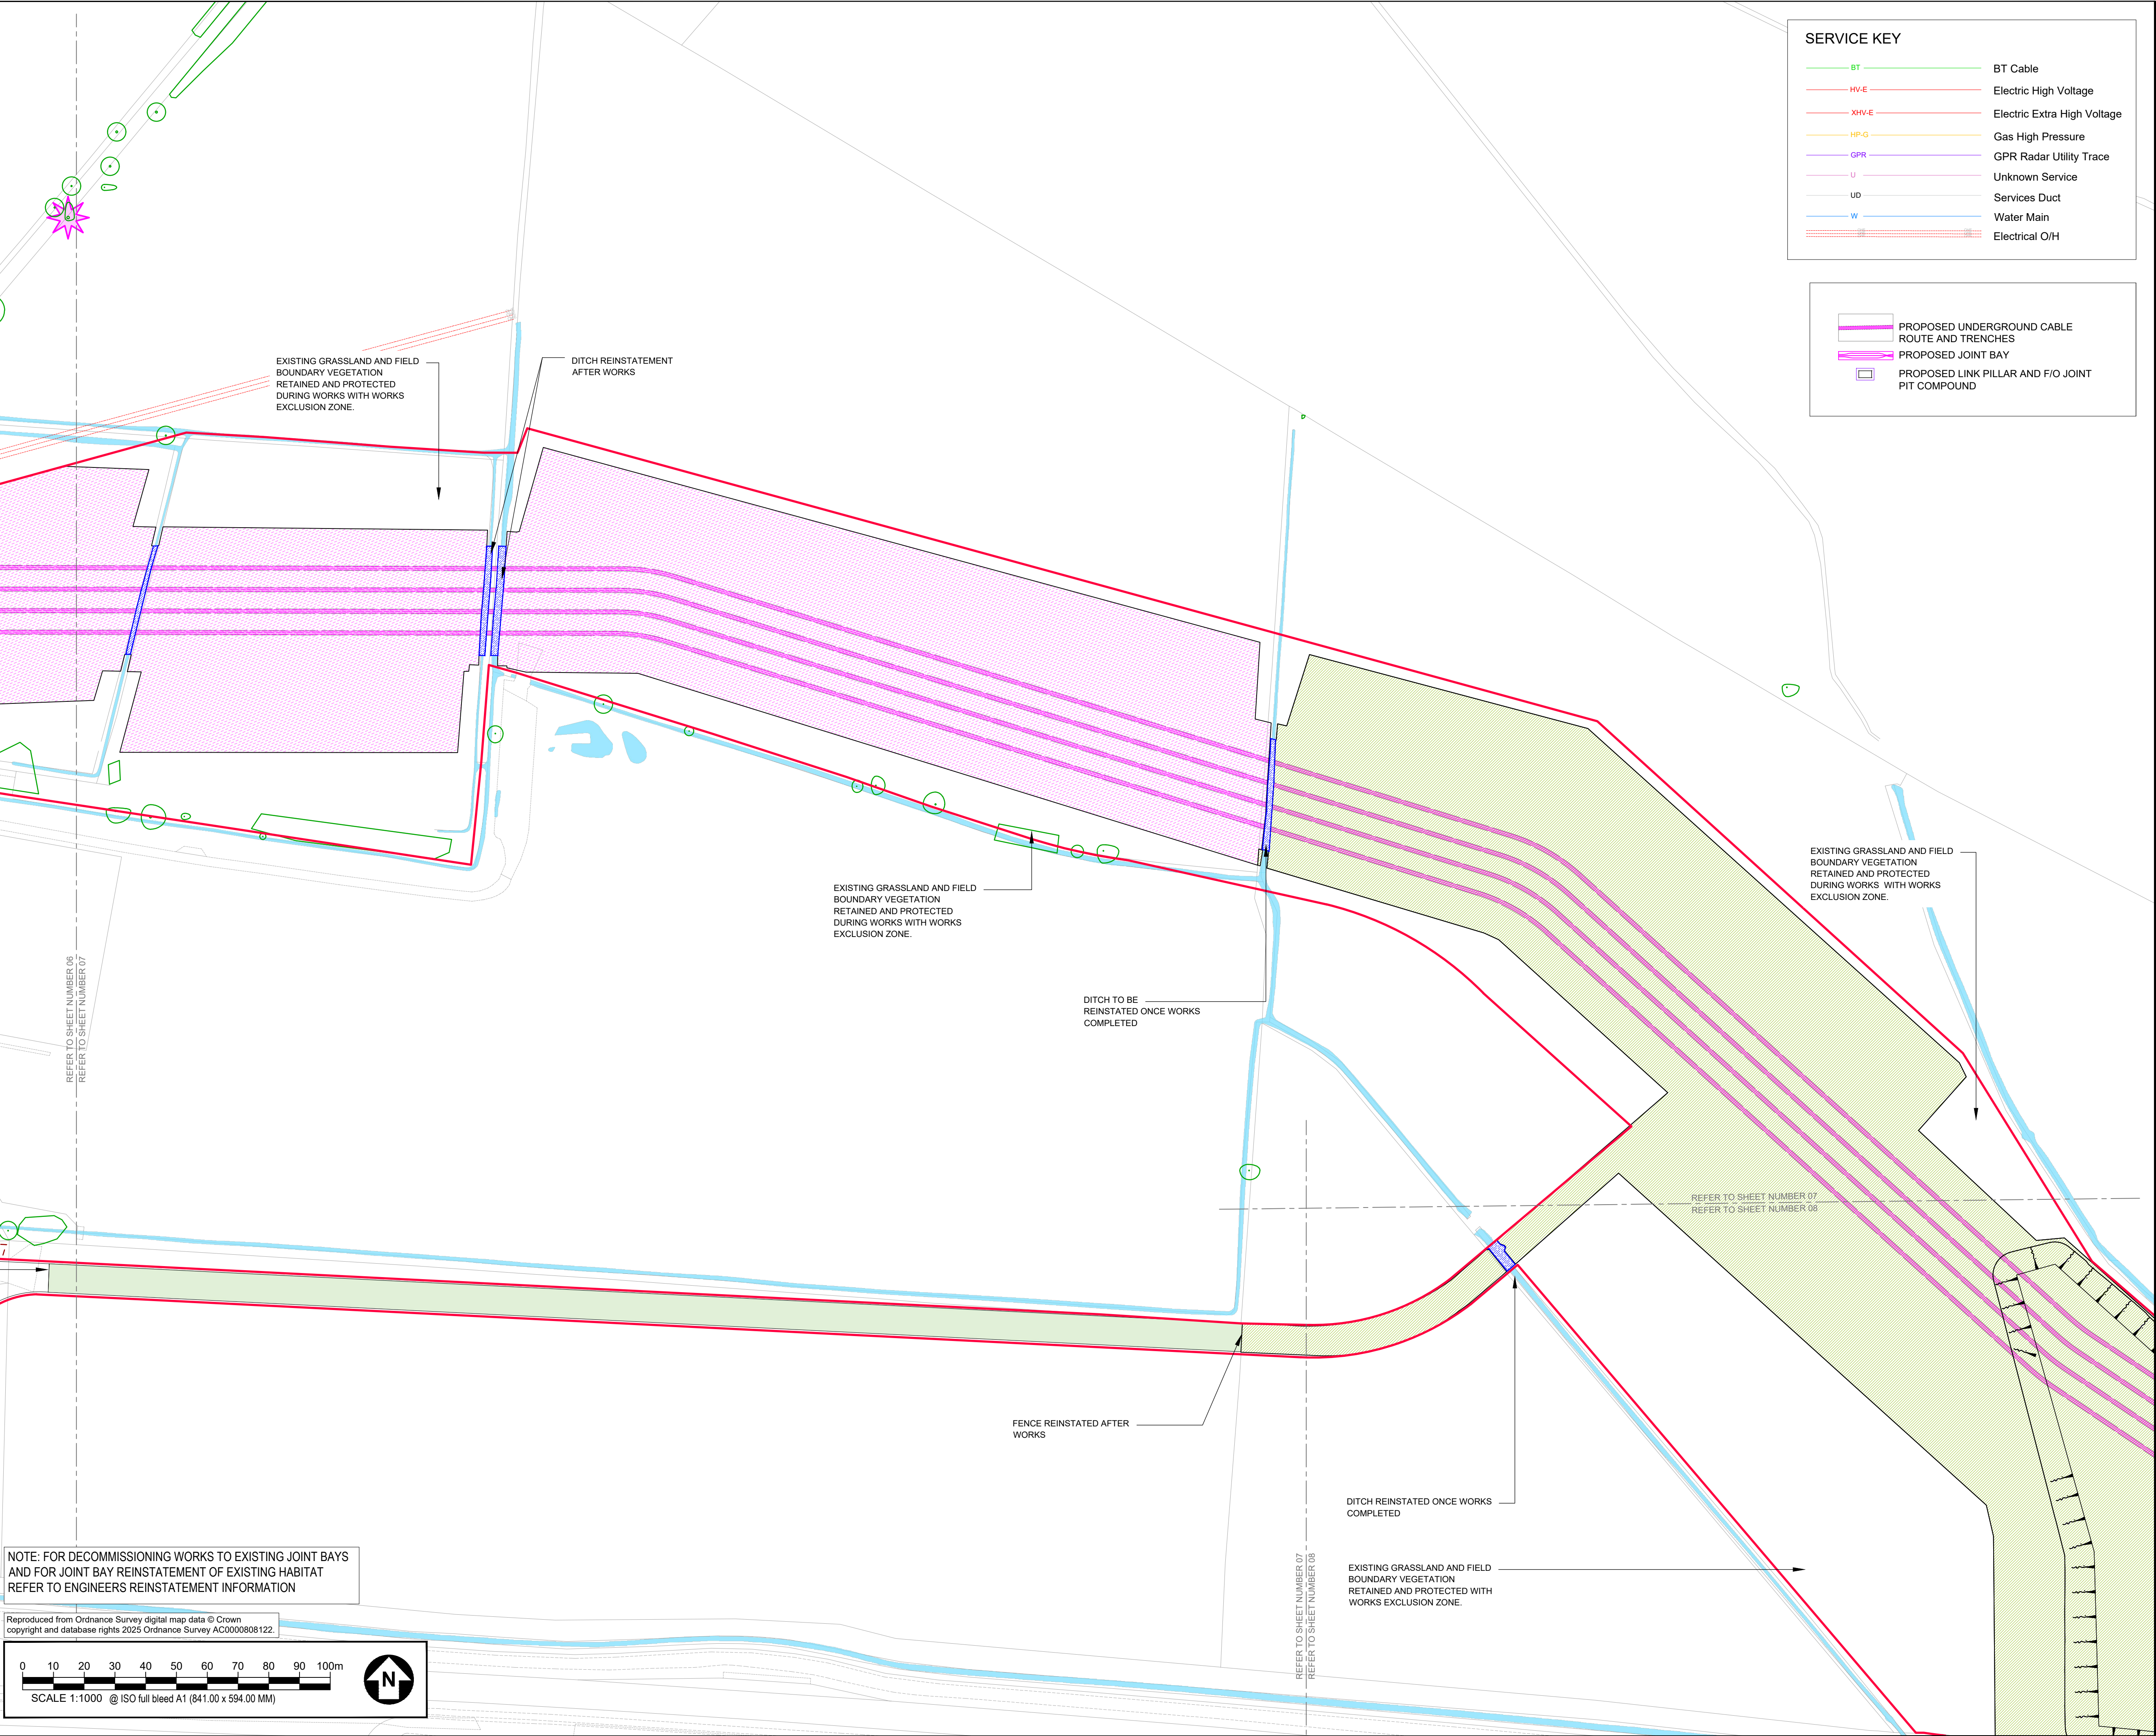 SERVICE KEY
BT
BT Cable
HV-E
Electric High Voltage
XHV-E
Electric Extra High Voltage
HP-G
Gas High Pressure
GPR
GPR Radar Utility Trace
U
Unknown Service
UD
Services Duct
W
Water Main
Electrical O/H
PROPOSED UNDERGROUND CABLE
ROUTE AND TRENCHES
PROPOSED JOINT BAY
PROPOSED LINK PILLAR AND F/O JOINT
PIT COMPOUND
EXISTING GRASSLAND AND FIELD
BOUNDARY VEGETATION
RETAINED AND PROTECTED
DURING WORKS WITH WORKS
EXCLUSION ZONE.
DITCH REINSTATEMENT
AFTER WORKS
EXISTING GRASSLAND AND FIELD
BOUNDARY VEGETATION
RETAINED AND PROTECTED
DURING WORKS WITH WORKS
EXCLUSION ZONE.
EXISTING GRASSLAND AND FIELD
BOUNDARY VEGETATION
RETAINED AND PROTECTED
DURING WORKS WITH WORKS
EXCLUSION ZONE.
DITCH TO BE
REINSTATED ONCE WORKS
COMPLETED
REFER TO SHEET NUMBER 06
REFER TO SHEET NUMBER 07
REFER TO SHEET NUMBER 07
REFER TO SHEET NUMBER 08
FENCE REINSTATED AFTER
WORKS
DITCH REINSTATED ONCE WORKS
COMPLETED
EXISTING GRASSLAND AND FIELD
BOUNDARY VEGETATION
RETAINED AND PROTECTED WITH
WORKS EXCLUSION ZONE.
REFER TO SHEET NUMBER 07
REFER TO SHEET NUMBER 08
NOTE: FOR DECOMMISSIONING WORKS TO EXISTING JOINT BAYS
AND FOR JOINT BAY REINSTATEMENT OF EXISTING HABITAT
REFER TO ENGINEERS REINSTATEMENT INFORMATION
Reproduced from Ordnance Survey digital map data © Crown
copyright and database rights 2025 Ordnance Survey AC0000808122.
0 10 20 30 40 50 60 70 80 90 100m
SCALE 1:1000 @ ISO full bleed A1 (841.00 x 594.00 MM)
N